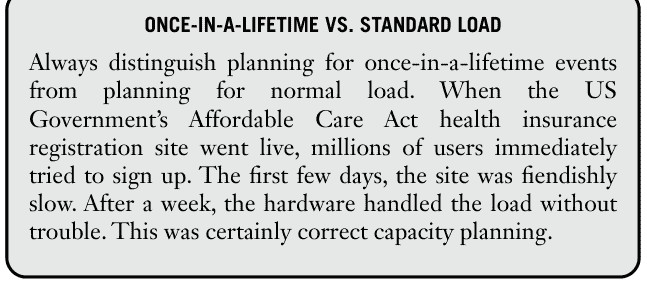 ONCE-IN-A-LIFETIME VS. STANDARD LOAD
Always distinguish planning for once-in-a-lifetime events
from planning for normal load. When the US
Government’s Affordable Care Act health insurance
registration site went live, millions of users immediately
tried to sign up. The first few days, the site was fiendishly
slow. After a week, the hardware handled the load without
trouble. This was certainly correct capacity planning.